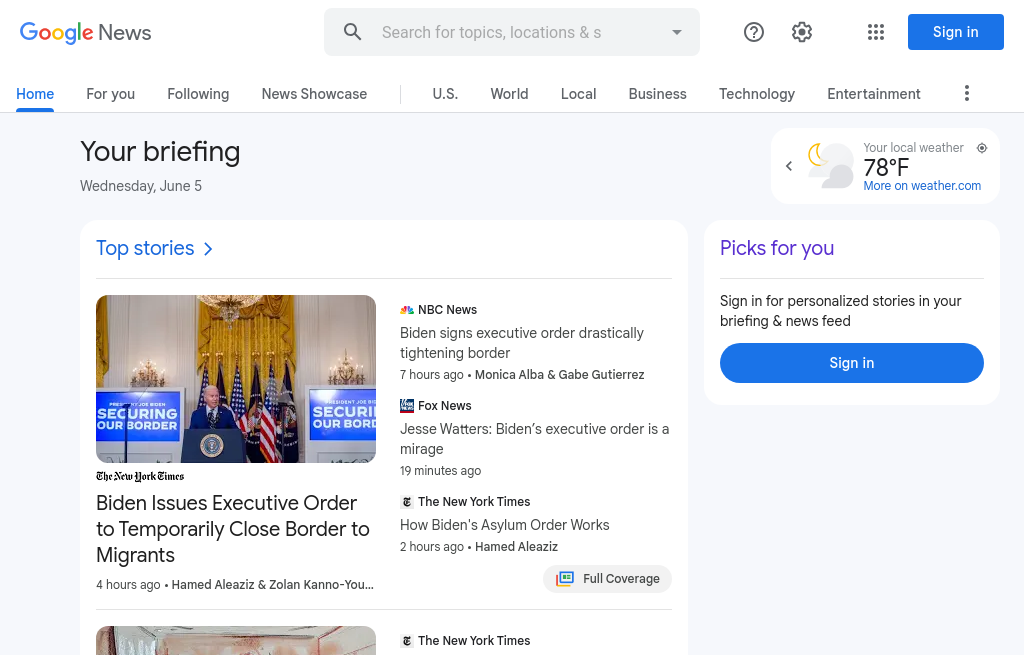 Google News
Search for topics, locations & s
Sign in
Home
For you
Following
News Showcase
U.S.
World
Local
Business
Technology
Entertainment
Your briefing
Wednesday, June 5
Your local weather
78°F
More on weather.com
Top stories
PRESIDENT JOE BIDEN
SECURING
OUR BORDER
PRESIDENT JOE BID
SECURI
OUR BORD
The New York Times
Biden Issues Executive Order
to Temporarily Close Border to
Migrants
4 hours ago • Hamed Aleaziz & Zolan Kanno-You...
NBC News
Biden signs executive order drastically
tightening border
7 hours ago • Monica Alba & Gabe Gutierrez
Fox News
Jesse Watters: Biden’s executive order is a
mirage
19 minutes ago
The New York Times
How Biden's Asylum Order Works
2 hours ago • Hamed Aleaziz
Full Coverage
The New York Times
Picks for you
Sign in for personalized stories in your
briefing & news feed
Sign in